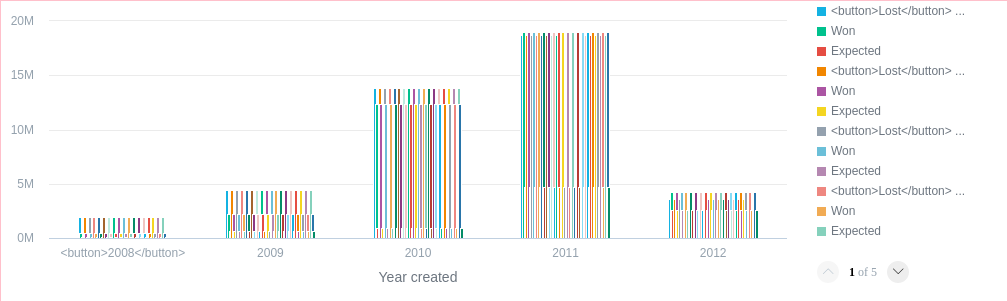 20M
15M
10M
5M
0M
<button>2008</button>
2009
2010
2011
2012
Year created
<button>Lost</button> ...
Won
Expected
<button>Lost</button> ...
Won
Expected
<button>Lost</button> ...
Won
Expected
<button>Lost</button> ...
Won
Expected
1 of 5